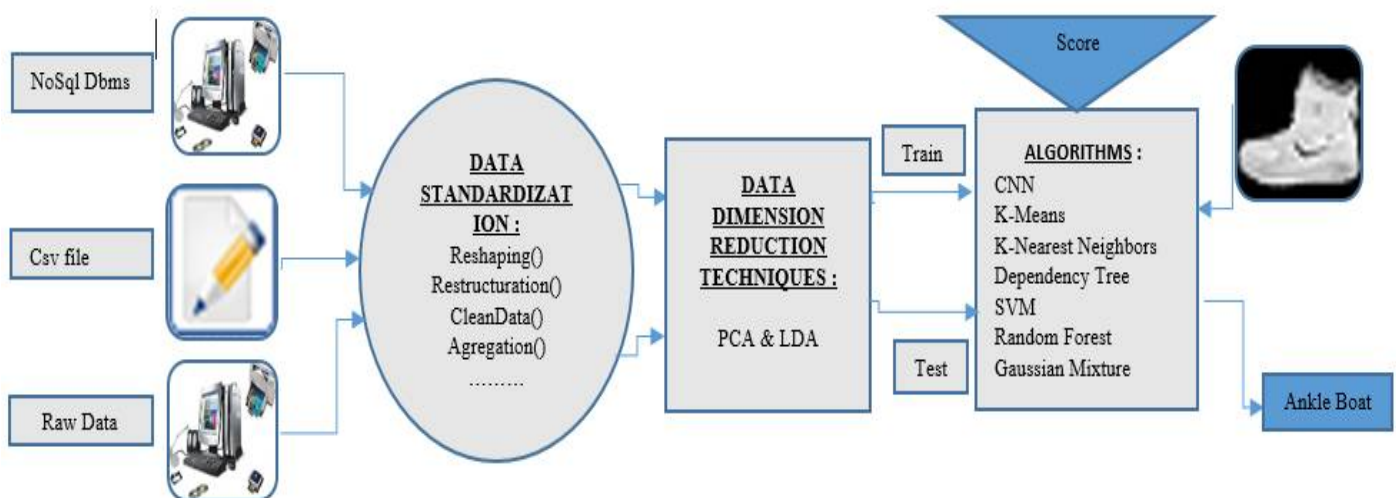 NoSql Dbms
Csv file
Raw Data
DATA
STANDARDIZAT
ION :
Reshaping()
Restructuration()
CleanData()
Agregation()
………
DATA
DIMENSION
REDUCTION
TECHNIQUES :
PCA & LDA
Train
Test
Score
ALGORITHMS :
CNN
K-Means
K-Nearest Neighbors
Dependency Tree
SVM
Random Forest
Gaussian Mixture
Ankle Boat